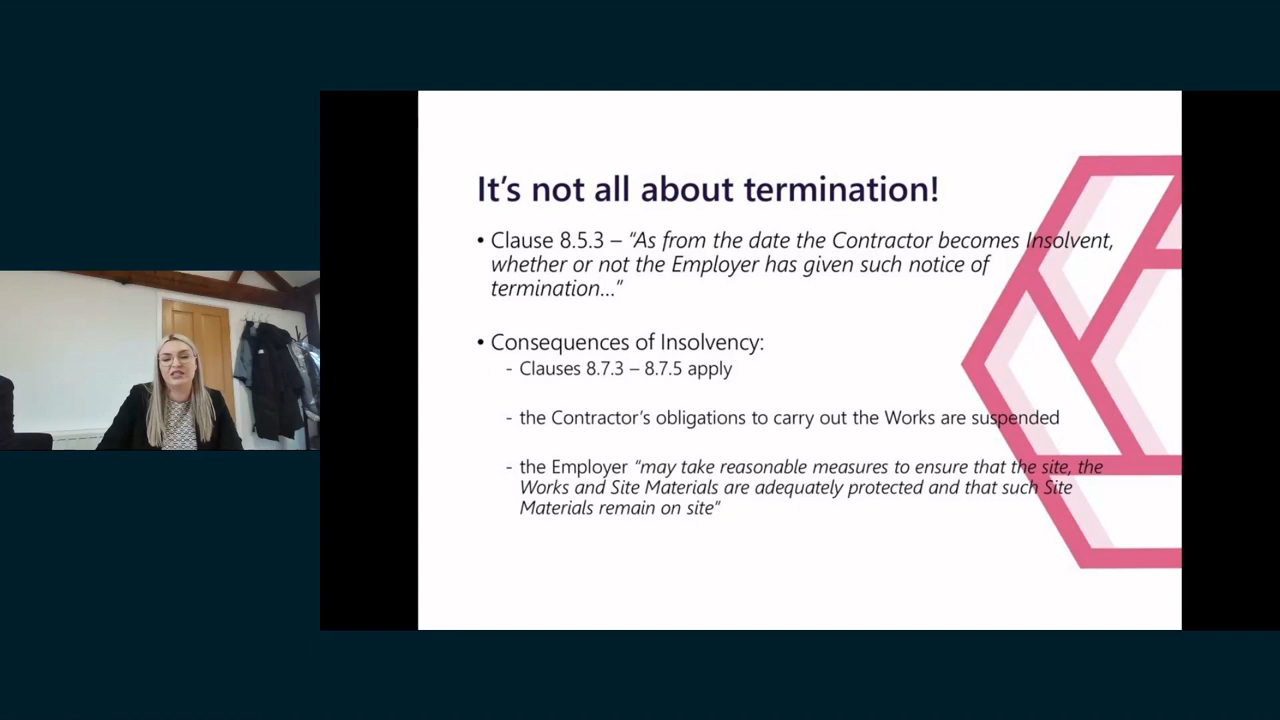 It's not all about termination!
• Clause 8.5.3 – "As from the date the Contractor becomes Insolvent,
whether or not the Employer has given such notice of
termination…"
• Consequences of Insolvency:
- Clauses 8.7.3 – 8.7.5 apply
- the Contractor's obligations to carry out the Works are suspended
- the Employer "may take reasonable measures to ensure that the site, the
Works and Site Materials are adequately protected and that such Site
Materials remain on site"